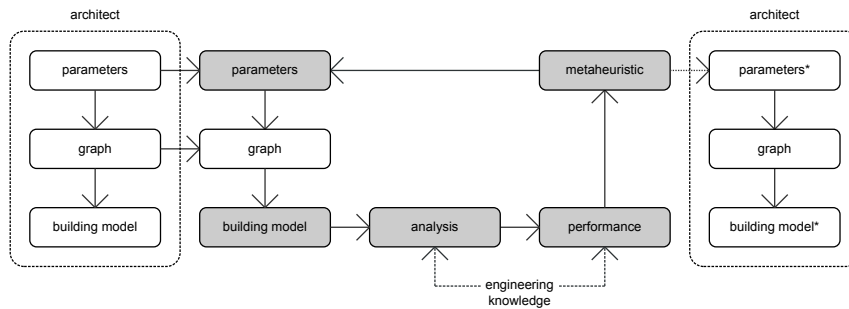 architect
architect
parameters
parameters
metaheuristic
parameters*
graph
graph
graph
building model
building model
analysis
performance
building model*
engineering
knowledge